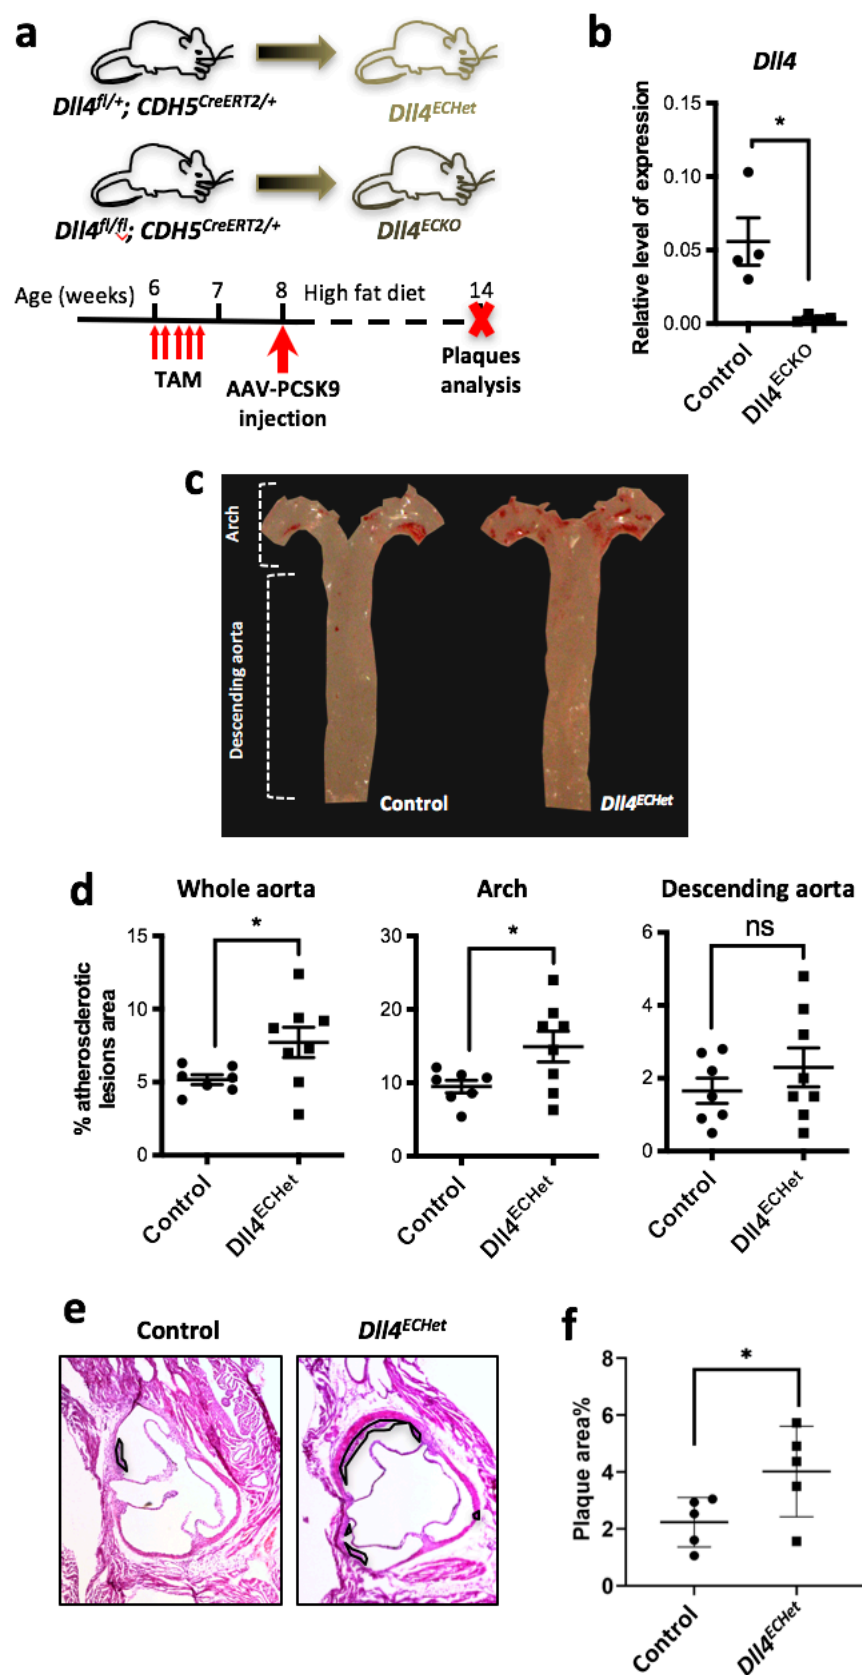 a
Dll4fl/+; CDH5CreERT2/+
Dll4ECHet
Dll4fl/fl; CDH5CreERT2/+
Dll4ECKO
Age (weeks) 6 7 8 High fat diet 14
TAM
AAV-PCSK9
injection
Plaques
analysis
b
Dll4
Relative level of expression
0.15
0.10
0.05
0.00
*
Control
Dll4ECKO
c
Arch
Descending aorta
Control
Dll4ECHet
d
Whole aorta
% atherosclerotic
lesions area
15
10
5
0
*
Control
Dll4ECHet
Arch
30
20
10
0
*
Control
Dll4ECHet
Descending aorta
6
4
2
0
ns
Control
Dll4ECHet
e
Control
Dll4ECHet
f
Plaque area%
8
6
4
2
0
*
Control
Dll4ECHet